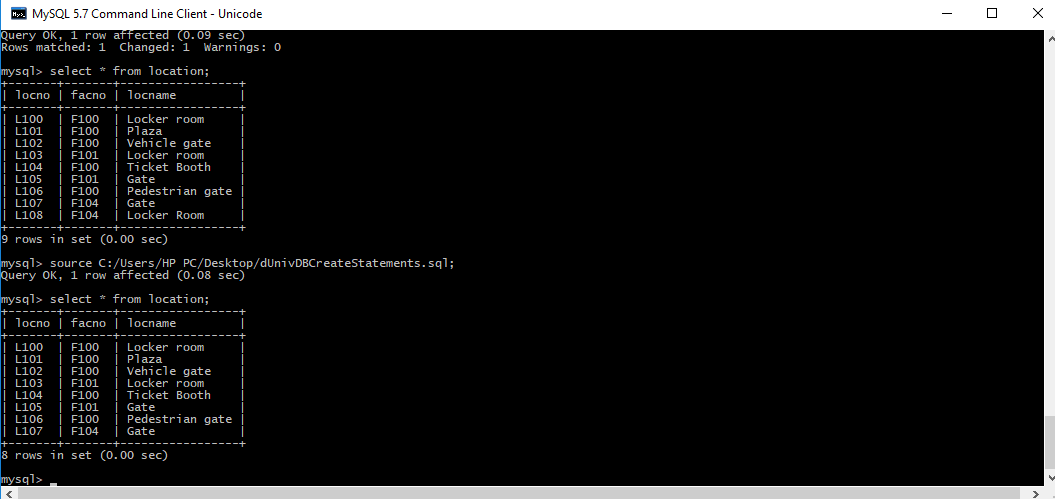 MySQL 5.7 Command Line Client - Unicode
Query OK, 1 row affected (0.09 sec)
Rows matched: 1  Changed: 1  Warnings: 0

mysql> select * from location;
+-------+-------+-----------------+
| locno | facno | locname         |
+-------+-------+-----------------+
| L100  | F100  | Locker room     |
| L101  | F100  | Plaza           |
| L102  | F100  | Vehicle gate    |
| L103  | F101  | Locker room     |
| L104  | F100  | Ticket Booth    |
| L105  | F101  | Gate            |
| L106  | F100  | Pedestrian gate |
| L107  | F104  | Gate            |
| L108  | F104  | Locker Room     |
+-------+-------+-----------------+
9 rows in set (0.00 sec)

mysql> source C:/Users/HP PC/Desktop/dUnivDBCreateStatements.sql;
Query OK, 1 row affected (0.08 sec)

mysql> select * from location;
+-------+-------+-----------------+
| locno | facno | locname         |
+-------+-------+-----------------+
| L100  | F100  | Locker room     |
| L101  | F100  | Plaza           |
| L102  | F100  | Vehicle gate    |
| L103  | F101  | Locker room     |
| L104  | F100  | Ticket Booth    |
| L105  | F101  | Gate            |
| L106  | F100  | Pedestrian gate |
| L107  | F104  | Gate            |
+-------+-------+-----------------+
8 rows in set (0.00 sec)

mysql> _